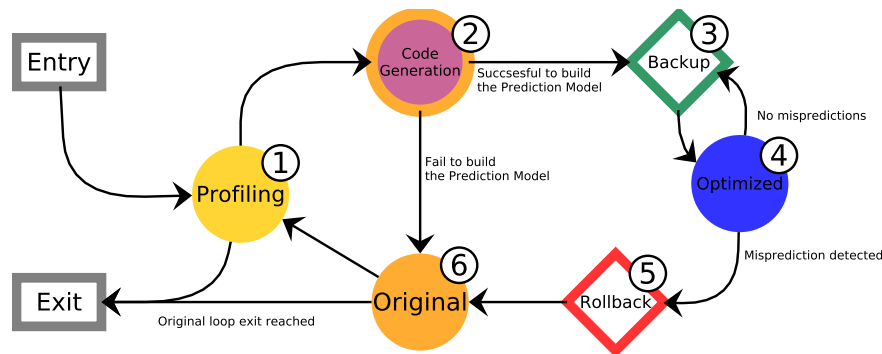 Entry
1
Profiling
2
Code
Generation
Succsesful to build
the Prediction Model
3
Backup
No mispredictions
4
Optimized
Fail to build
the Prediction Model
Misprediction detected
5
Rollback
6
Original
Original loop exit reached
Exit